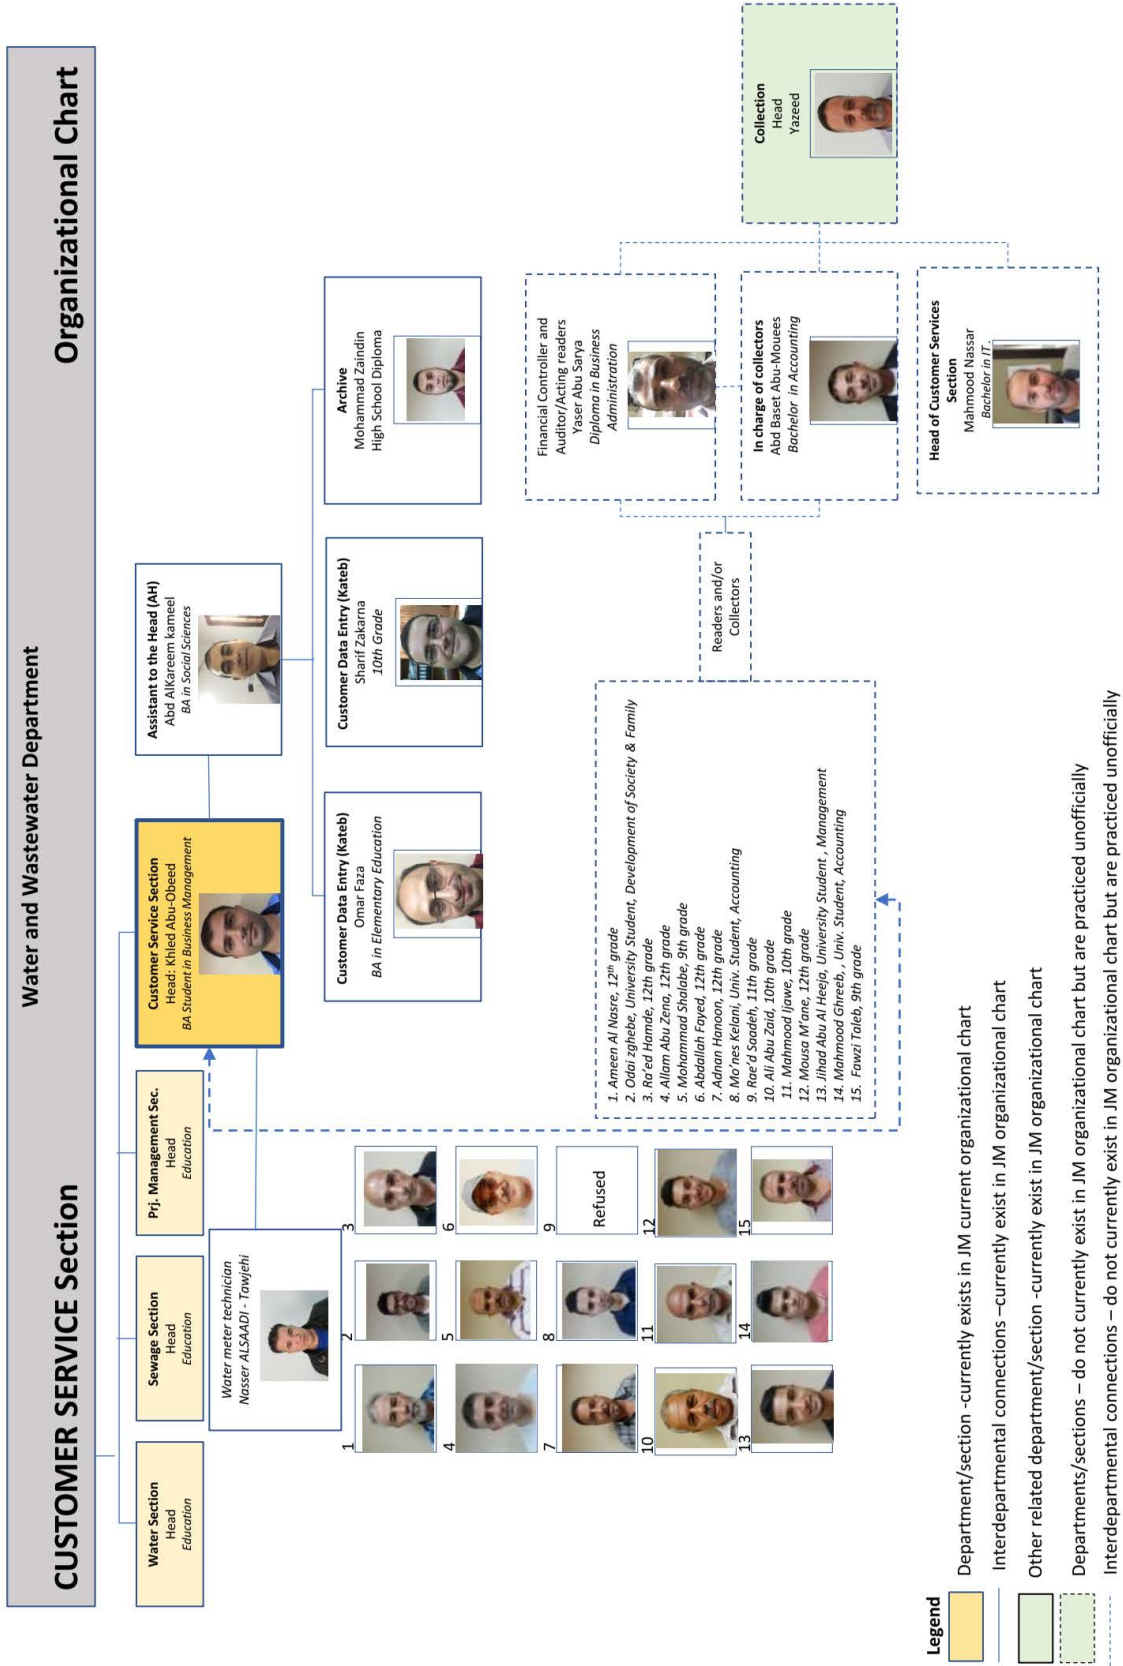 Water and Wastewater Department
CUSTOMER SERVICE Section
Organizational Chart
Water Section
Head
Education
Sewage Section
Head
Education
Prj. Management Sec.
Head
Education
Customer Service Section
Head: Khled Abu-Obeed
BA Student in Business Management
Assistant to the Head (AH)
Abd AlKareem kameel
BA in Social Sciences
Water meter technician
Nasser ALSAADI - Tawjehi
Customer Data Entry (Kateb)
Omar Faza
BA in Elementary Education
Customer Data Entry (Kateb)
Sharif Zakarna
10th Grade
Archive
Mohammad Zaindin
High School Diploma
1
2
3
4
5
6
7
8
9
Refused
10
11
12
13
14
15
1. Ameen Al Nasre, 12th grade
2. Odai zghebe, University Student, Development of Society & Family
3. Ra'ed Hamde, 12th grade
4. Allam Abu Zena, 12th grade
5. Mohammad Shalabe, 9th grade
6. Abdallah Fayed, 12th grade
7. Adnan Hanoon, 12th grade
8. Mo'nes Kelani, Univ. Student, Accounting
9. Rae'd Saadeh, 11th grade
10. Ali Abu Zaid, 10th grade
11. Mahmood Ijawe, 10th grade
12. Mousa M'ane, 12th grade
13. Jihad Abu Al Heeja, University Student , Management
14. Mahmood Ghreeb, , Univ. Student, Accounting
15. Fawzi Taleb, 9th grade
Readers and/or
Collectors
Financial Controller and
Auditor/Acting readers
Yaser Abu Sarya
Diploma in Business
Administration
In charge of collectors
Abd Baset Abu-Mouees
Bachelor in Accounting
Head of Customer Services
Section
Mahmood Nassar
Bachelor in IT.
Collection
Head
Yazeed
Legend
Department/section -currently exists in JM current organizational chart
Interdepartmental connections –currently exist in JM organizational chart
Other related department/section -currently exist in JM organizational chart
Departments/sections – do not currently exist in JM organizational chart but are practiced unofficially
Interdepartmental connections – do not currently exist in JM organizational chart but are practiced unofficially